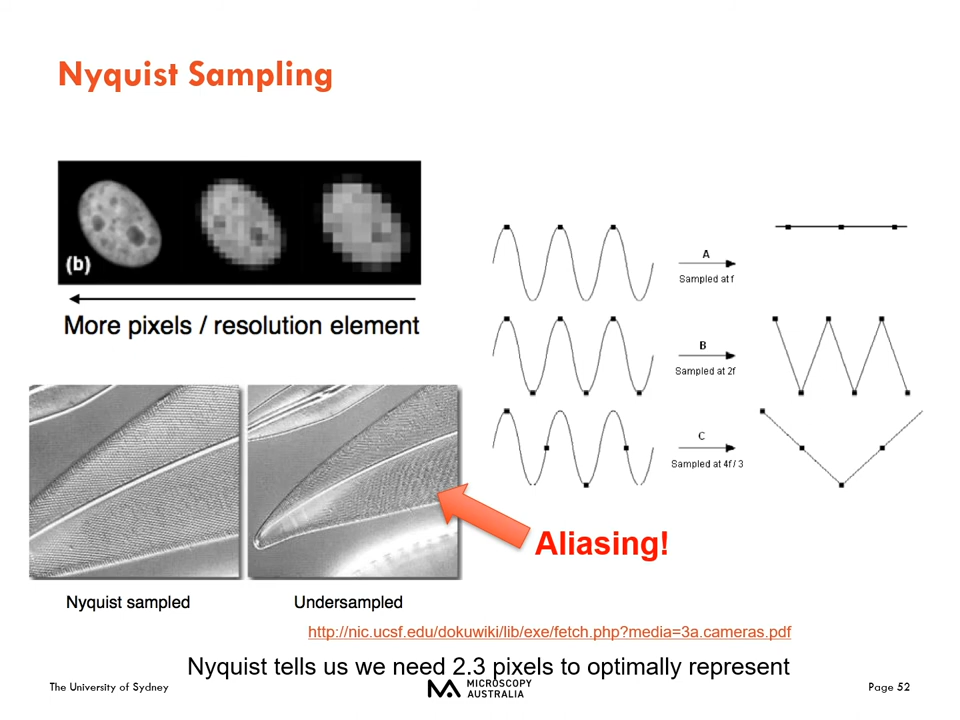 Nyquist Sampling
(b)
More pixels / resolution element
A
Sampled at f
B
Sampled at 2f
C
Sampled at 4f / 3
Aliasing!
Nyquist sampled
Undersampled
http://nic.ucsf.edu/dokuwiki/lib/exe/fetch.php?media=3a.cameras.pdf
Nyquist tells us we need 2.3 pixels to optimally represent
The University of Sydney
MICROSCOPY
AUSTRALIA
Page 52